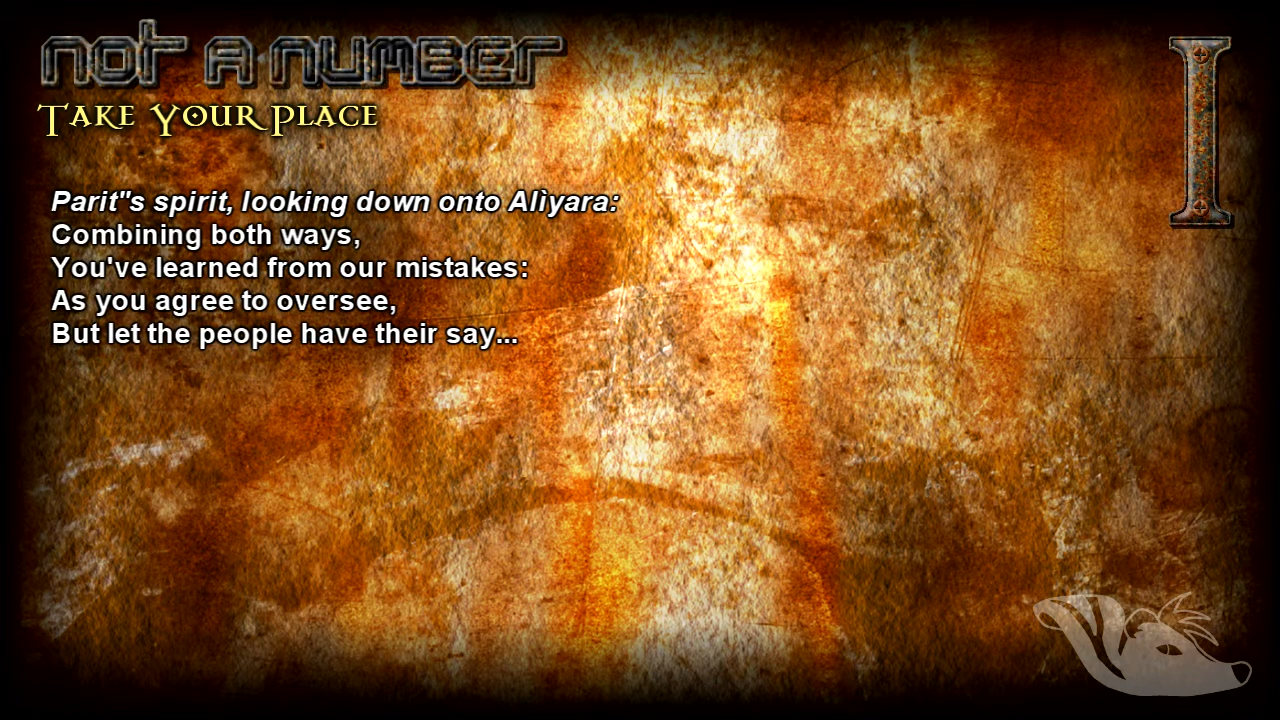 not a number
Take Your Place
I
Parit"s spirit, looking down onto Alìyara:
Combining both ways,
You've learned from our mistakes:
As you agree to oversee,
But let the people have their say...